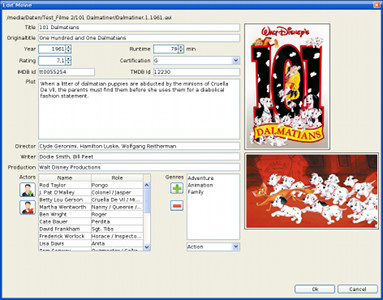 Edit Movie
/media/Daten/Test_Filme 2/101 Dalmatiner/Dalmatiner.1.1961.avi
Title 101 Dalmatians
Originaltitle One Hundred and One Dalmatians
Year 1961 Runtime 79 min
Rating 7.1 Certification G
IMDB Id tt0055254 TMDB Id 12230
Plot When a litter of dalmatian puppies are abducted by the minions of Cruella
De Vil, the parents must find them before she uses them for a diabolical
fashion statement.
Director Clyde Geronimi, Hamilton Luske, Wolfgang Reitherman
Writer Dodie Smith, Bill Peet
Production Walt Disney Productions
Actors Name Role Genres
Rod Taylor Pongo
J. Pat O'Malley Colonel / Jasper
Betty Lou Gerson Cruella De Vil / Mi...
Martha Wentworth Nanny / Queenie /...
Ben Wright Roger
Cate Bauer Perdita
David Frankham Sgt. Tibs
Frederick Worlock Horace / Inspecto...
Lisa Davis Anita
Adventure
Animation
Family
Action
Walt Disney's
101
DALMATIANS
Ok Cancel